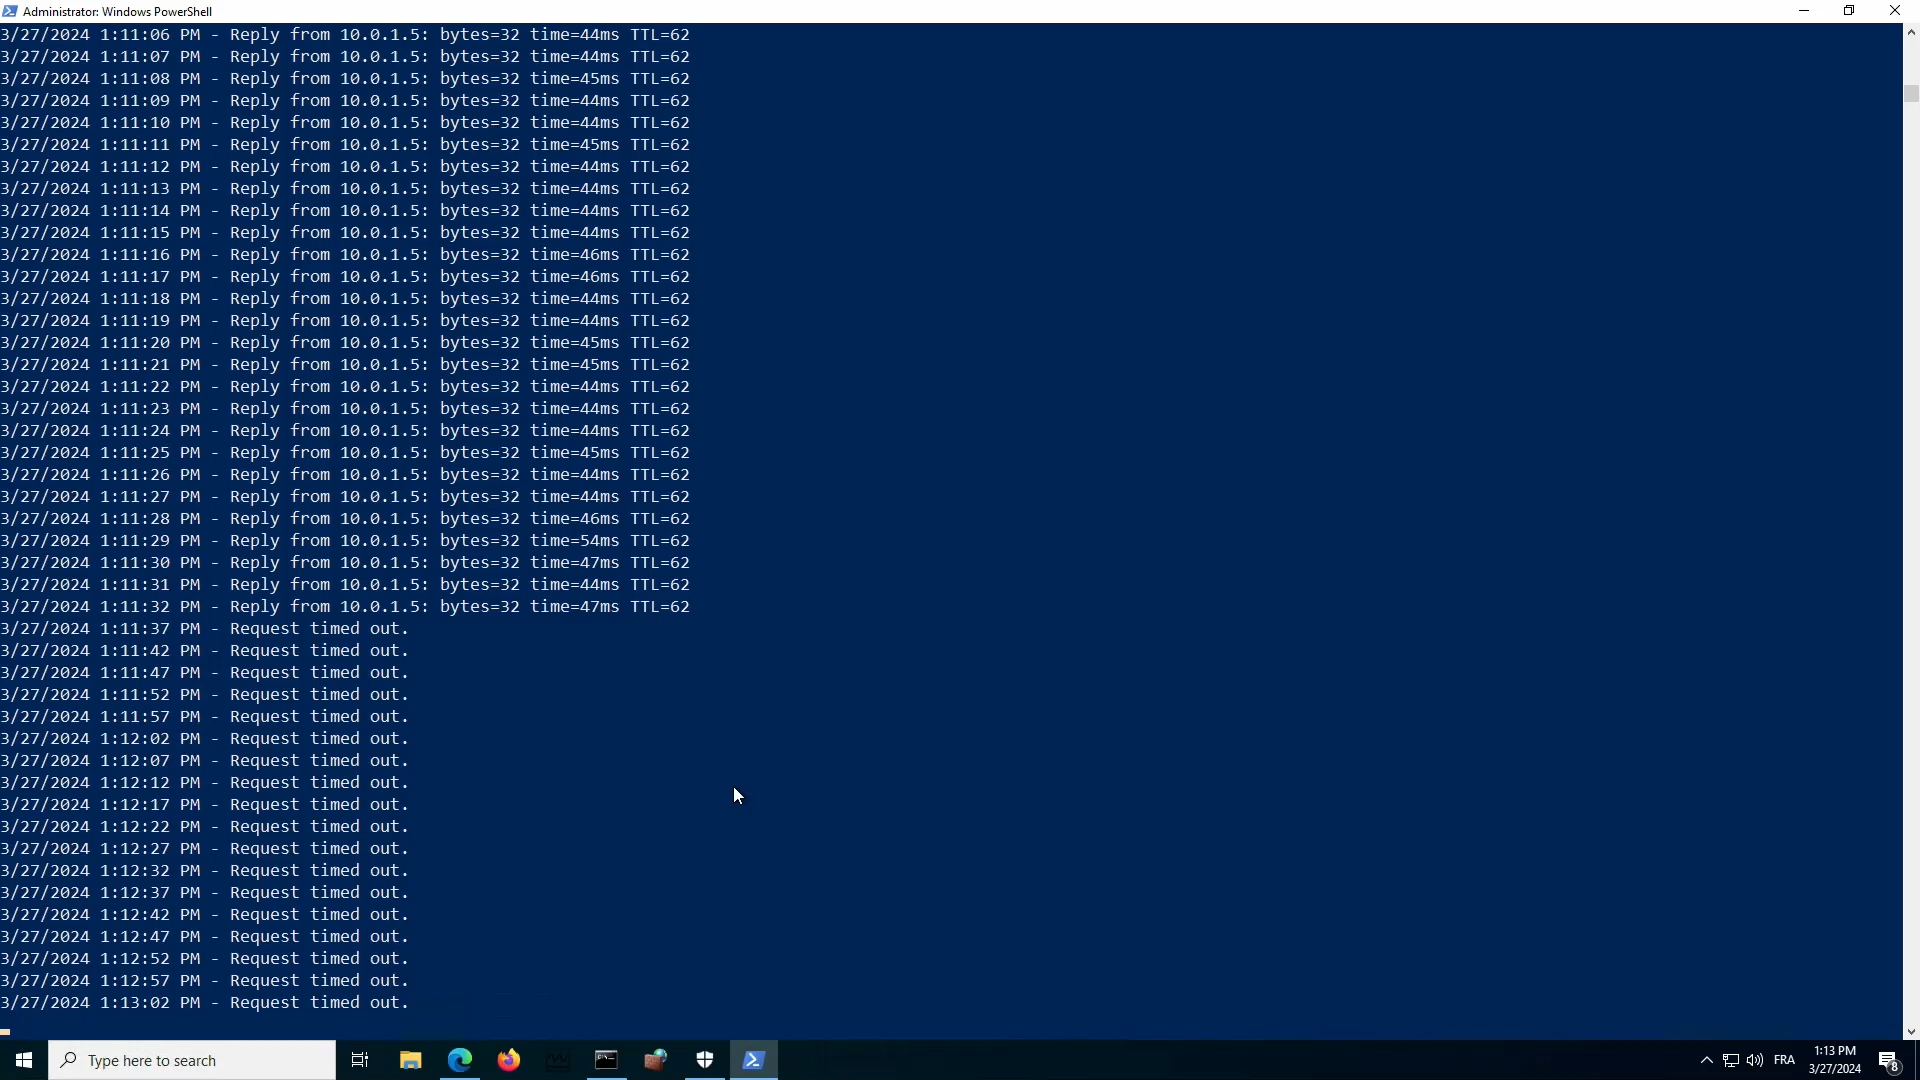 Administrator: Windows PowerShell
3/27/2024 1:11:06 PM - Reply from 10.0.1.5: bytes=32 time=44ms TTL=62
3/27/2024 1:11:07 PM - Reply from 10.0.1.5: bytes=32 time=44ms TTL=62
3/27/2024 1:11:08 PM - Reply from 10.0.1.5: bytes=32 time=45ms TTL=62
3/27/2024 1:11:09 PM - Reply from 10.0.1.5: bytes=32 time=44ms TTL=62
3/27/2024 1:11:10 PM - Reply from 10.0.1.5: bytes=32 time=44ms TTL=62
3/27/2024 1:11:11 PM - Reply from 10.0.1.5: bytes=32 time=45ms TTL=62
3/27/2024 1:11:12 PM - Reply from 10.0.1.5: bytes=32 time=44ms TTL=62
3/27/2024 1:11:13 PM - Reply from 10.0.1.5: bytes=32 time=44ms TTL=62
3/27/2024 1:11:14 PM - Reply from 10.0.1.5: bytes=32 time=44ms TTL=62
3/27/2024 1:11:15 PM - Reply from 10.0.1.5: bytes=32 time=44ms TTL=62
3/27/2024 1:11:16 PM - Reply from 10.0.1.5: bytes=32 time=46ms TTL=62
3/27/2024 1:11:17 PM - Reply from 10.0.1.5: bytes=32 time=46ms TTL=62
3/27/2024 1:11:18 PM - Reply from 10.0.1.5: bytes=32 time=44ms TTL=62
3/27/2024 1:11:19 PM - Reply from 10.0.1.5: bytes=32 time=44ms TTL=62
3/27/2024 1:11:20 PM - Reply from 10.0.1.5: bytes=32 time=45ms TTL=62
3/27/2024 1:11:21 PM - Reply from 10.0.1.5: bytes=32 time=45ms TTL=62
3/27/2024 1:11:22 PM - Reply from 10.0.1.5: bytes=32 time=44ms TTL=62
3/27/2024 1:11:23 PM - Reply from 10.0.1.5: bytes=32 time=44ms TTL=62
3/27/2024 1:11:24 PM - Reply from 10.0.1.5: bytes=32 time=44ms TTL=62
3/27/2024 1:11:25 PM - Reply from 10.0.1.5: bytes=32 time=45ms TTL=62
3/27/2024 1:11:26 PM - Reply from 10.0.1.5: bytes=32 time=44ms TTL=62
3/27/2024 1:11:27 PM - Reply from 10.0.1.5: bytes=32 time=44ms TTL=62
3/27/2024 1:11:28 PM - Reply from 10.0.1.5: bytes=32 time=46ms TTL=62
3/27/2024 1:11:29 PM - Reply from 10.0.1.5: bytes=32 time=54ms TTL=62
3/27/2024 1:11:30 PM - Reply from 10.0.1.5: bytes=32 time=47ms TTL=62
3/27/2024 1:11:31 PM - Reply from 10.0.1.5: bytes=32 time=44ms TTL=62
3/27/2024 1:11:32 PM - Reply from 10.0.1.5: bytes=32 time=47ms TTL=62
3/27/2024 1:11:37 PM - Request timed out.
3/27/2024 1:11:42 PM - Request timed out.
3/27/2024 1:11:47 PM - Request timed out.
3/27/2024 1:11:52 PM - Request timed out.
3/27/2024 1:11:57 PM - Request timed out.
3/27/2024 1:12:02 PM - Request timed out.
3/27/2024 1:12:07 PM - Request timed out.
3/27/2024 1:12:12 PM - Request timed out.
3/27/2024 1:12:17 PM - Request timed out.
3/27/2024 1:12:22 PM - Request timed out.
3/27/2024 1:12:27 PM - Request timed out.
3/27/2024 1:12:32 PM - Request timed out.
3/27/2024 1:12:37 PM - Request timed out.
3/27/2024 1:12:42 PM - Request timed out.
3/27/2024 1:12:47 PM - Request timed out.
3/27/2024 1:12:52 PM - Request timed out.
3/27/2024 1:12:57 PM - Request timed out.
3/27/2024 1:13:02 PM - Request timed out.
Type here to search
FRA
1:13 PM
3/27/2024
8